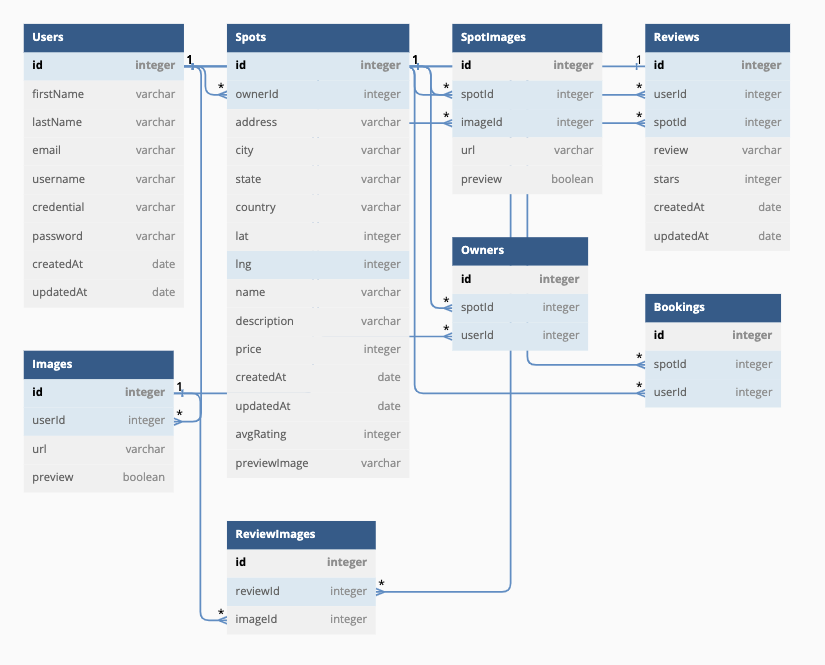 Users
id integer
firstName varchar
lastName varchar
email varchar
username varchar
credential varchar
password varchar
createdAt date
updatedAt date
Spots
id integer
ownerId integer
address varchar
city varchar
state varchar
country varchar
lat integer
lng integer
name varchar
description varchar
price integer
createdAt date
updatedAt date
avgRating integer
previewImage varchar
SpotImages
id integer
spotId integer
imageId integer
url varchar
preview boolean
Reviews
id integer
userId integer
spotId integer
review varchar
stars integer
createdAt date
updatedAt date
Owners
id integer
spotId integer
userId integer
Bookings
id integer
spotId integer
userId integer
Images
id integer
userId integer
url varchar
preview boolean
ReviewImages
id integer
reviewId integer
imageId integer
1
*
1
*
*
1
*
*
*
*
*
*
1
*
*
*